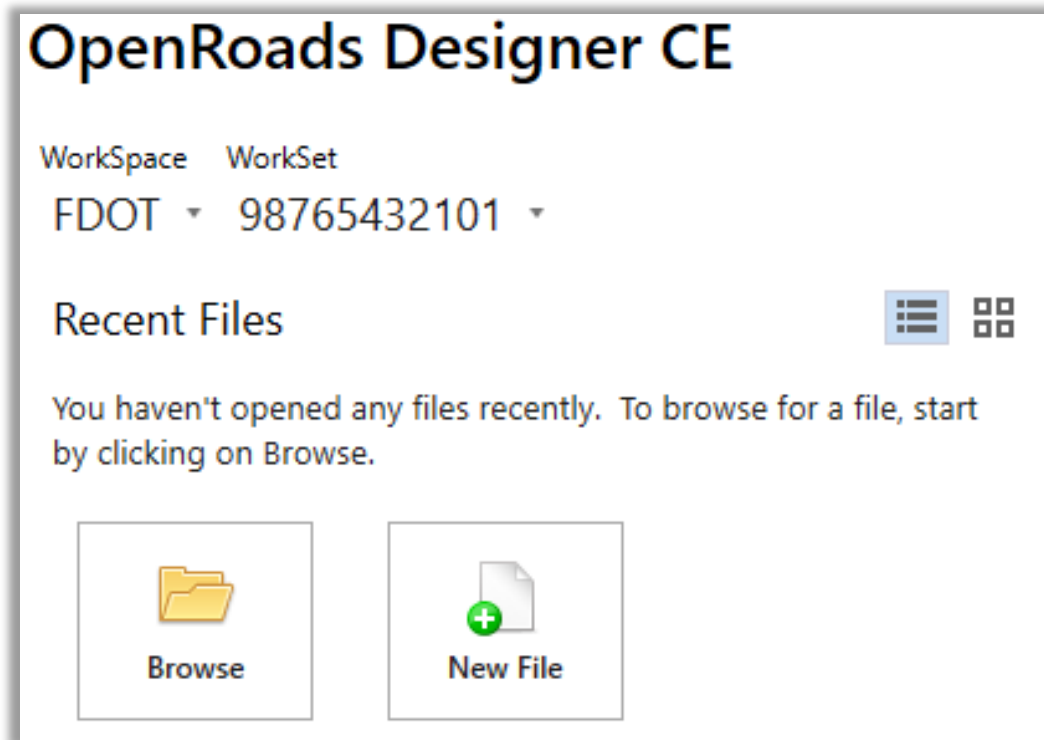 OpenRoads Designer CE
WorkSpace WorkSet
FDOT 98765432101
Recent Files
You haven't opened any files recently. To browse for a file, start
by clicking on Browse.
Browse New File